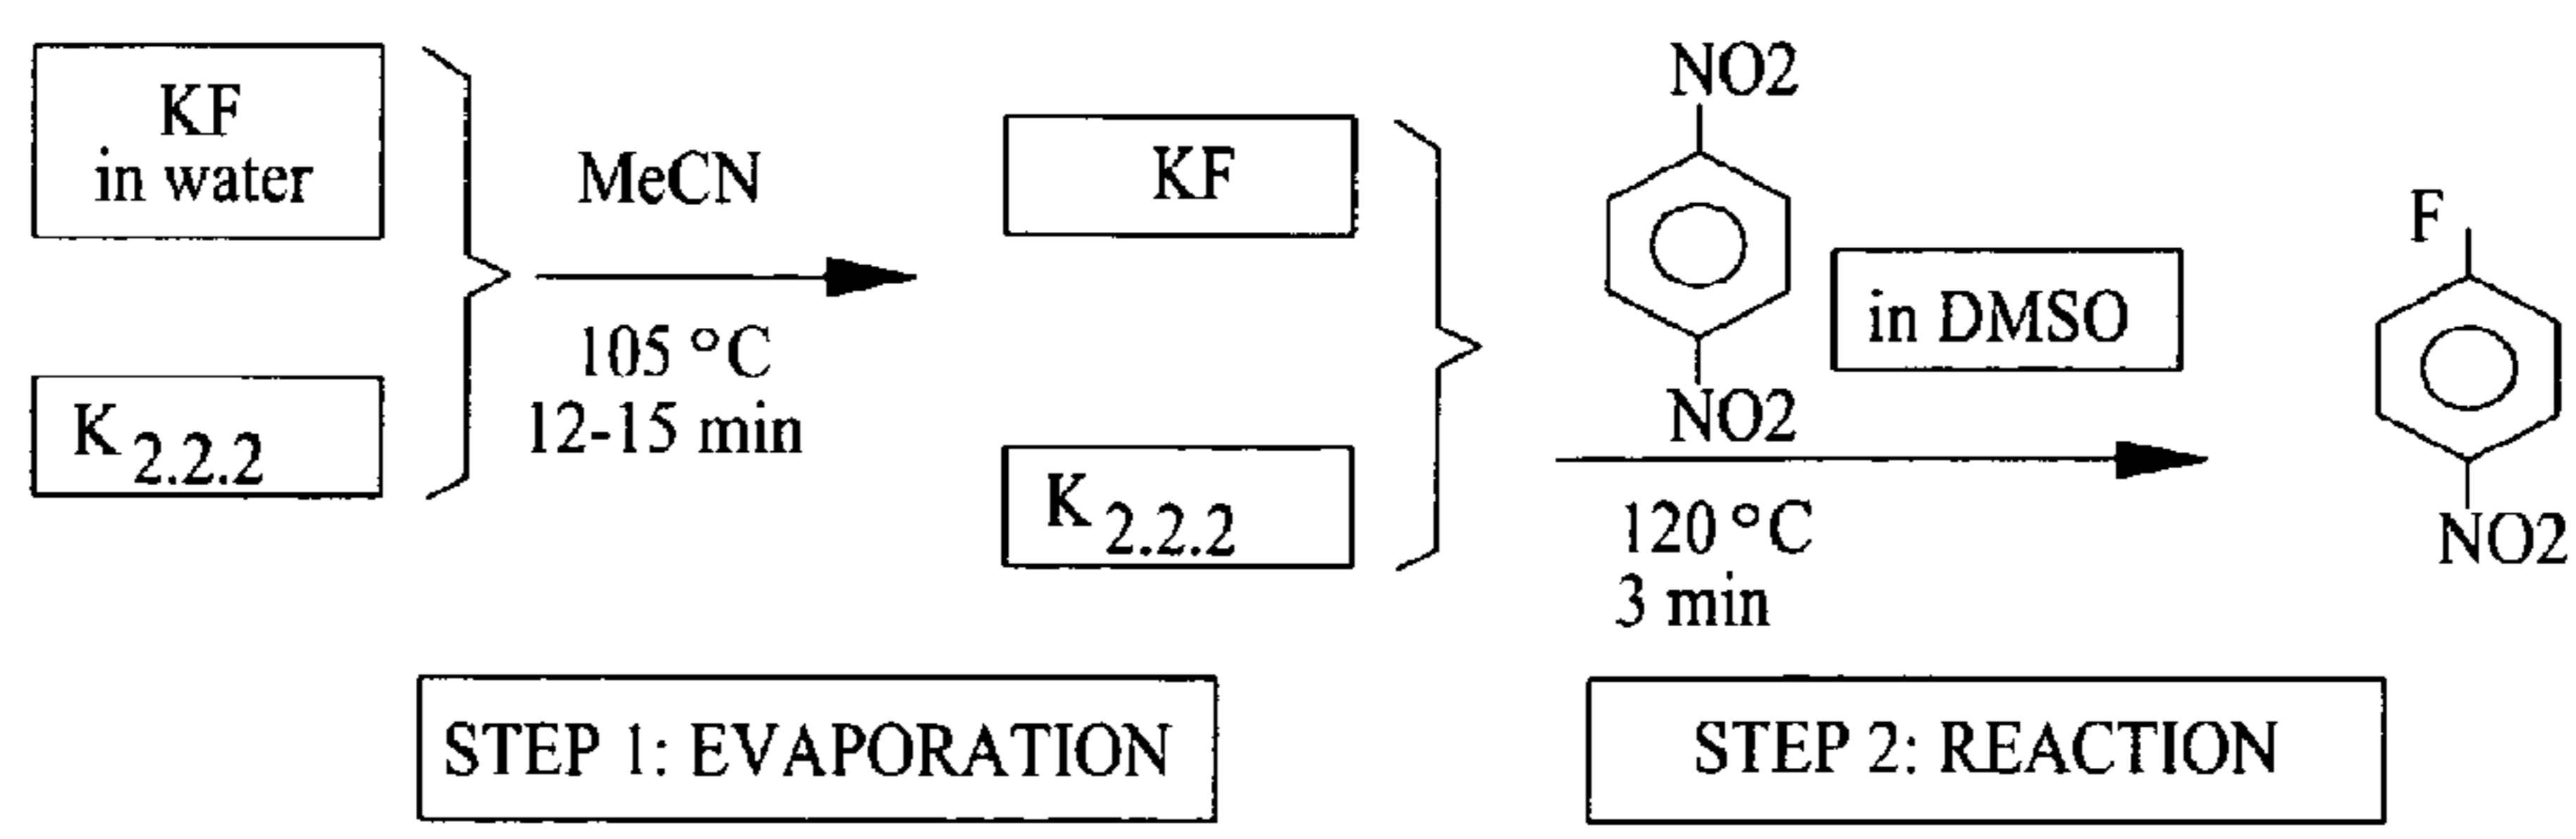 KF
in water
K 2.2.2
MeCN
105 °C
12-15 min
KF
K 2.2.2
NO2
NO2
in DMSO
120 °C
3 min
F
NO2
STEP 1: EVAPORATION
STEP 2: REACTION